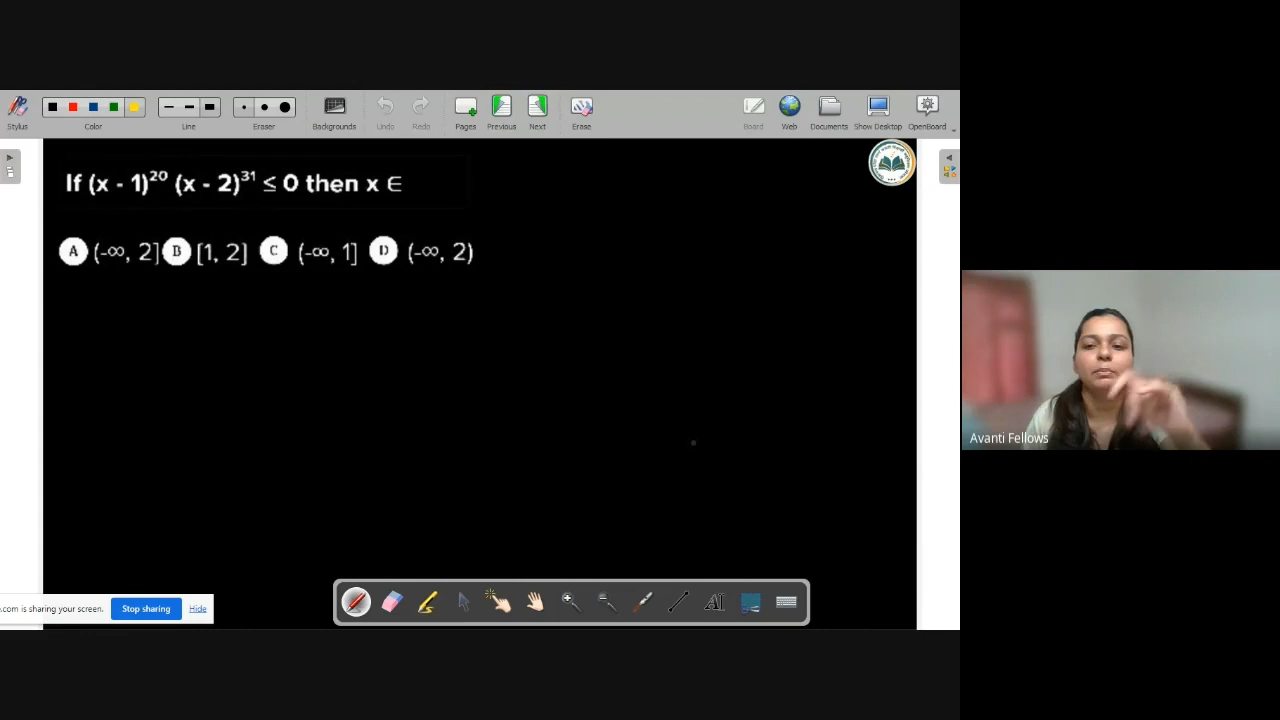 Stylus
Color
Line
Eraser
Backgrounds
Undo
Redo
Pages
Previous
Next
Erase
Board
Web
Documents
Show Desktop
OpenBoard
If (x - 1)²⁰ (x - 2)³¹ ≤ 0 then x ∈
A (-∞, 2] B [1, 2] C (-∞, 1] D (-∞, 2)
Avanti Fellows
.com is sharing your screen. Stop sharing Hide
AI